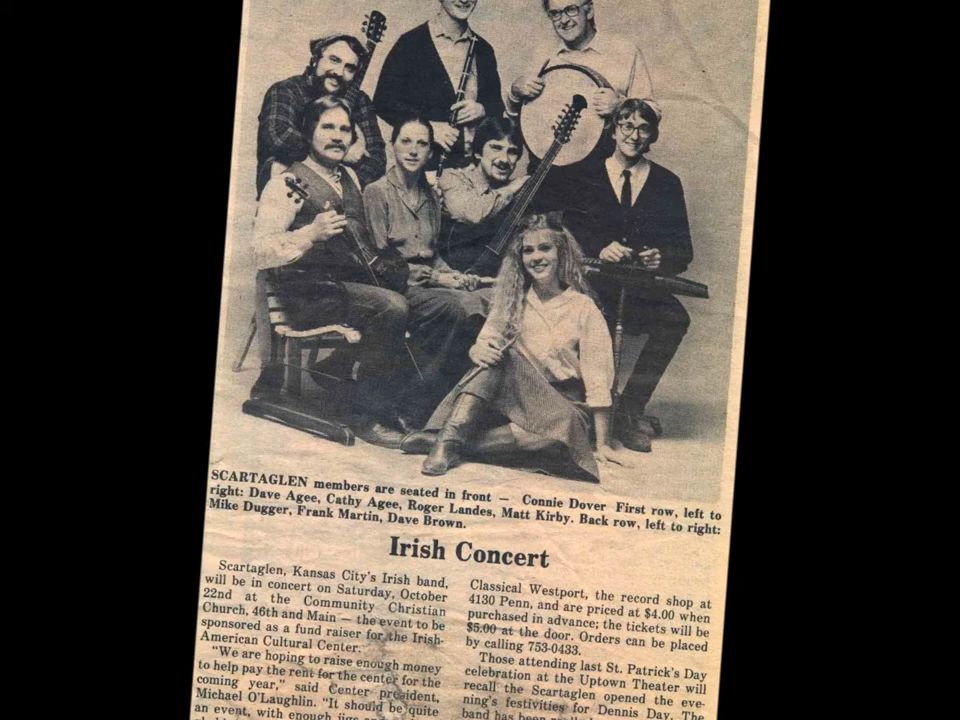 SCARTAGLEN members are seated in front — Connie Dover First row, left to
right: Dave Agee, Cathy Agee, Roger Landes, Matt Kirby. Back row, left to right:
Mike Dugger, Frank Martin, Dave Brown.
Irish Concert
Scartaglen, Kansas City's Irish band,
will be in concert on Saturday, October
22nd at the Community Christian
Church, 46th and Main — the event to be
sponsored as a fund raiser for the Irish-
American Cultural Center.
"We are hoping to raise enough money
to help pay the rent for the center for the
coming year," said Center president,
Michael O'Laughlin. "It should be quite
an event, with enough jigs
Classical Westport, the record shop at
4130 Penn, and are priced at $4.00 when
purchased in advance; the tickets will be
$5.00 at the door. Orders can be placed
by calling 753-0433.
Those attending last St. Patrick's Day
celebration at the Uptown Theater will
recall the Scartaglen opened the eve-
ning's festivities for Dennis Day. The
band has been